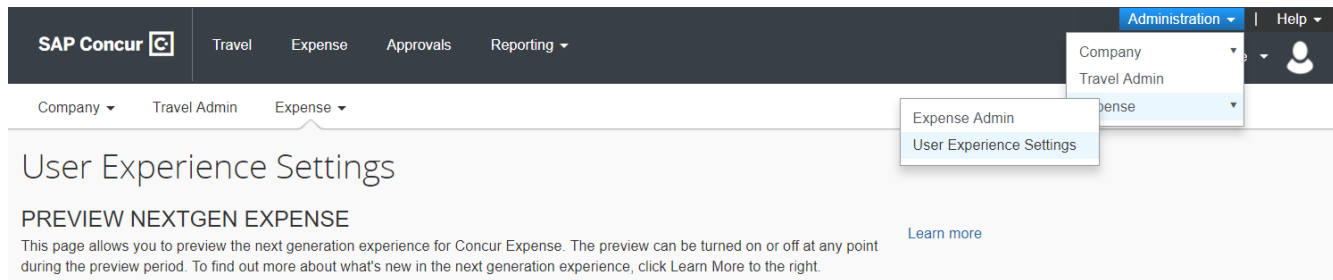 Administration | Help
SAP Concur C Travel Expense Approvals Reporting
Company
Travel Admin
Company Travel Admin Expense
Expense Admin
User Experience Settings
User Experience Settings
PREVIEW NEXTGEN EXPENSE
This page allows you to preview the next generation experience for Concur Expense. The preview can be turned on or off at any point
Learn more
during the preview period. To find out more about what's new in the next generation experience, click Learn More to the right.